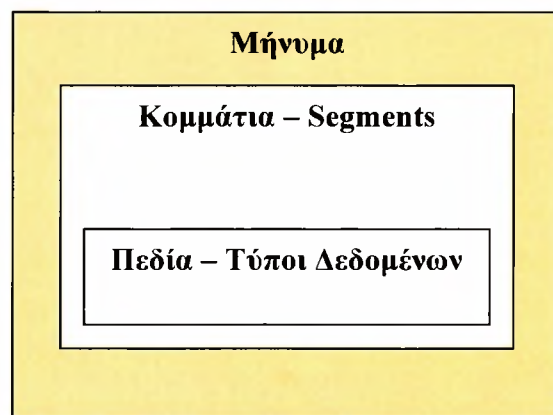 Μήνυμα
Κομμάτια – Segments
Πεδία – Τύποι Δεδομένων